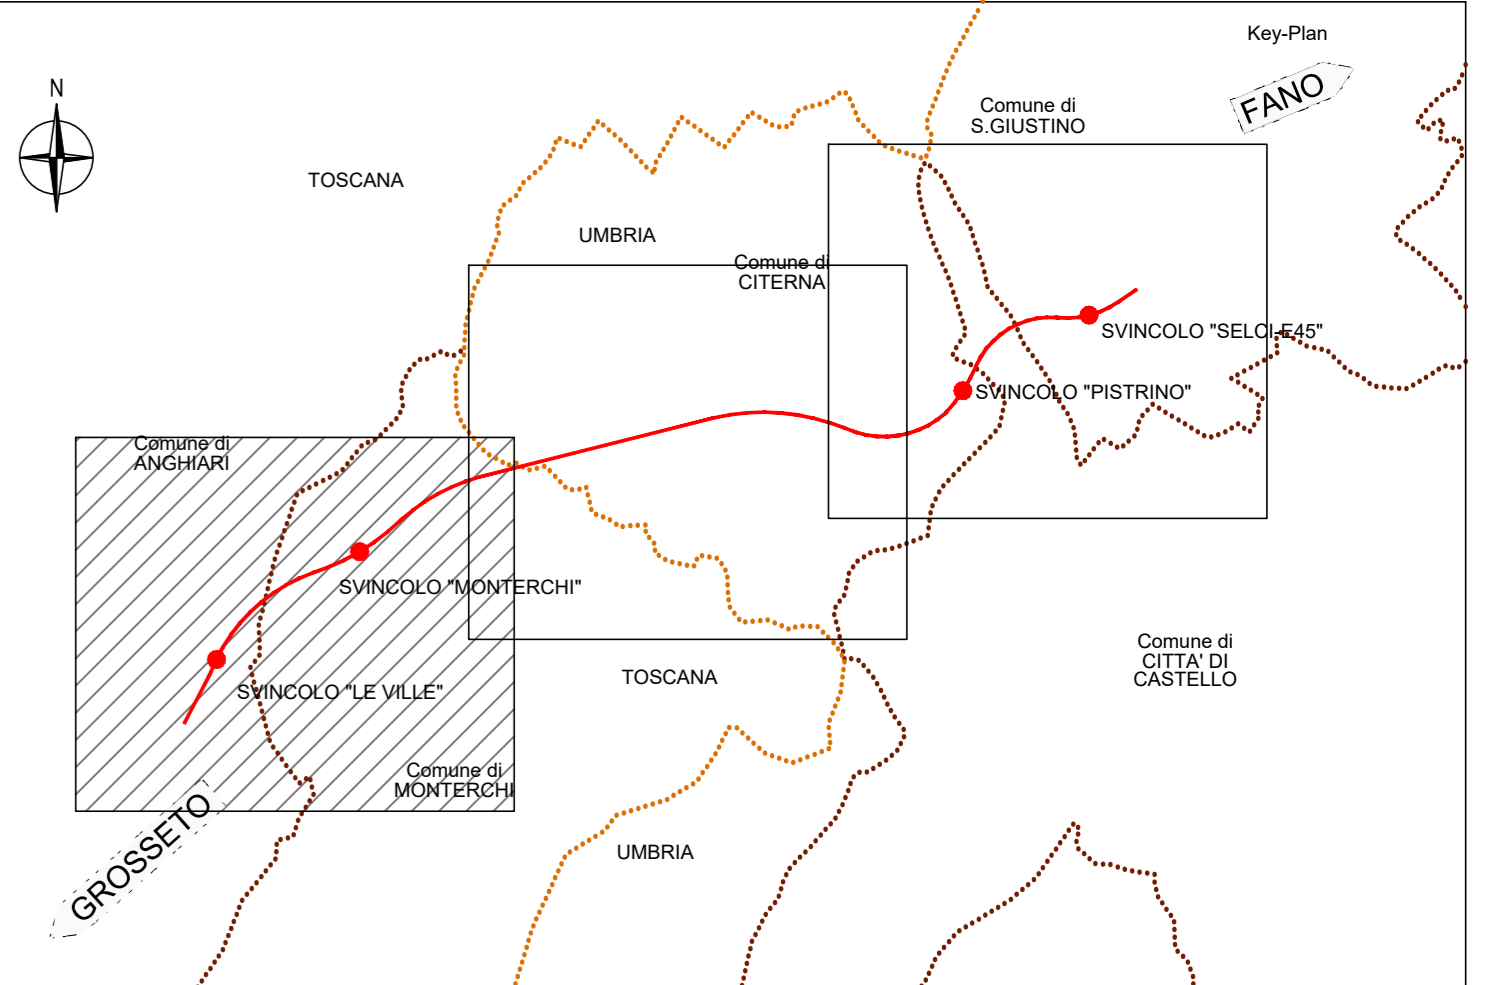 Key-Plan
N
FANO
Comune di
S.GIUSTINO
TOSCANA
UMBRIA
Comune di
CITERNA
SVINCOLO "SELCI-E45"
SVINCOLO "PISTRINO"
Comune di
ANGHIARI
SVINCOLO "MONTERCHI"
Comune di
CITTA' DI
CASTELLO
TOSCANA
SVINCOLO "LE VILLE"
Comune di
MONTERCHI
GROSSETO
UMBRIA